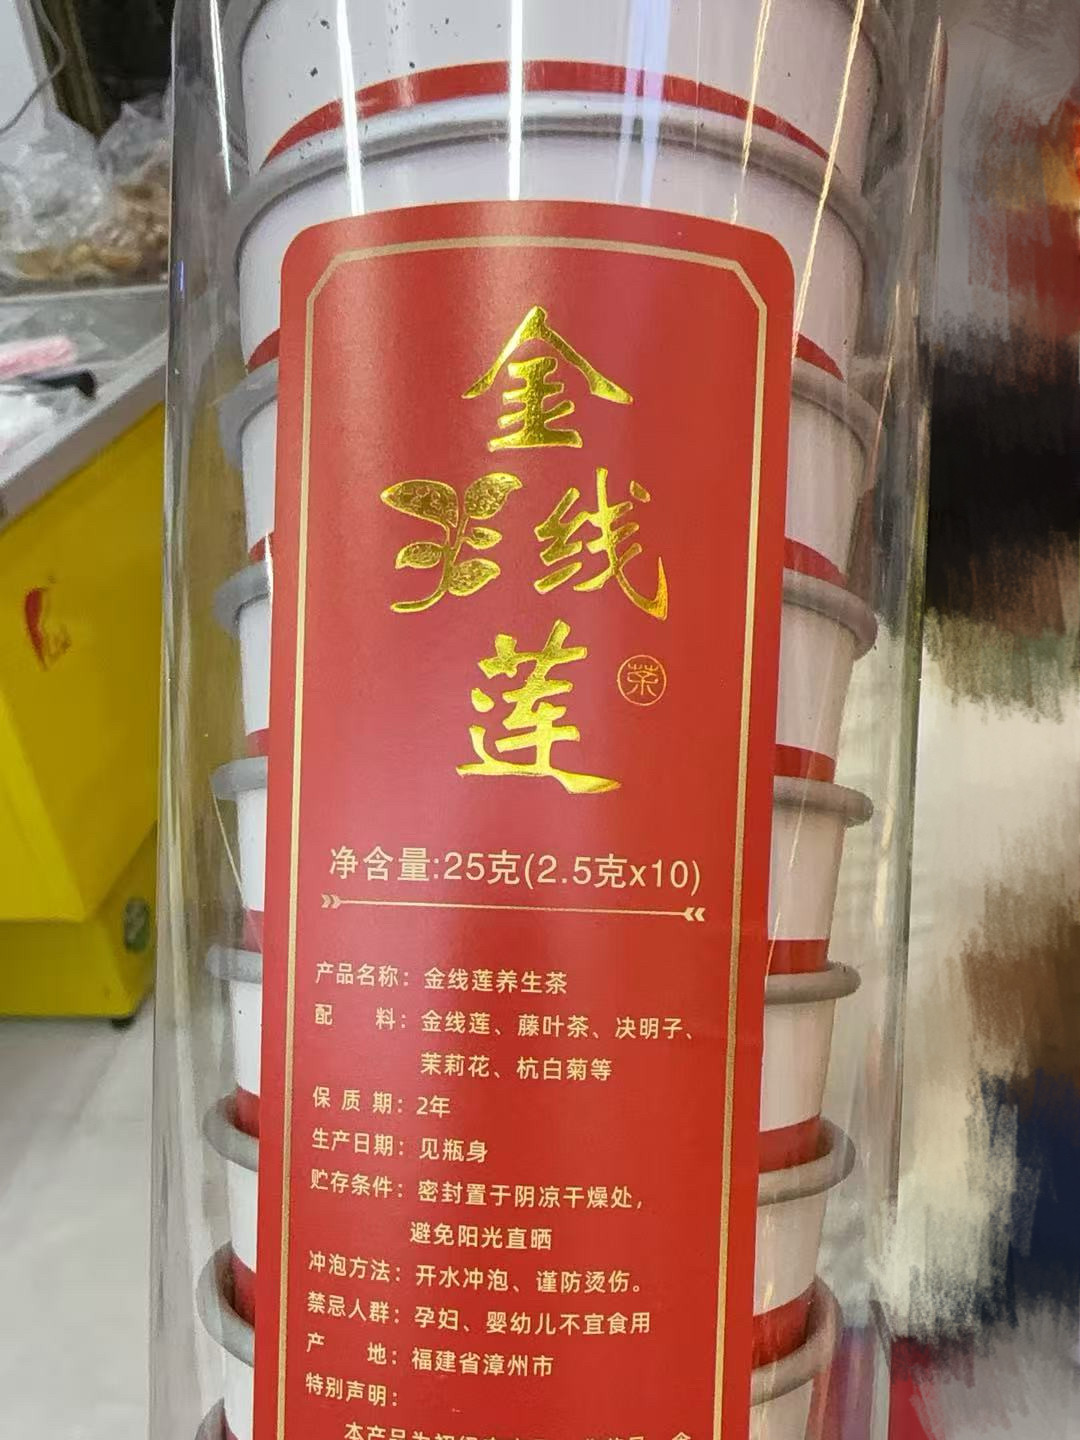 金
线
莲
茶
净含量:25克(2.5克x10)
产品名称：金线莲养生茶
配 料：金线莲、藤叶茶、决明子、
茉莉花、杭白菊等
保质期：2年
生产日期：见瓶身
贮存条件：密封置于阴凉干燥处，
避免阳光直晒
冲泡方法：开水冲泡、谨防烫伤。
禁忌人群：孕妇、婴幼儿不宜食用
产 地：福建省漳州市
特别声明：
本产品为初级